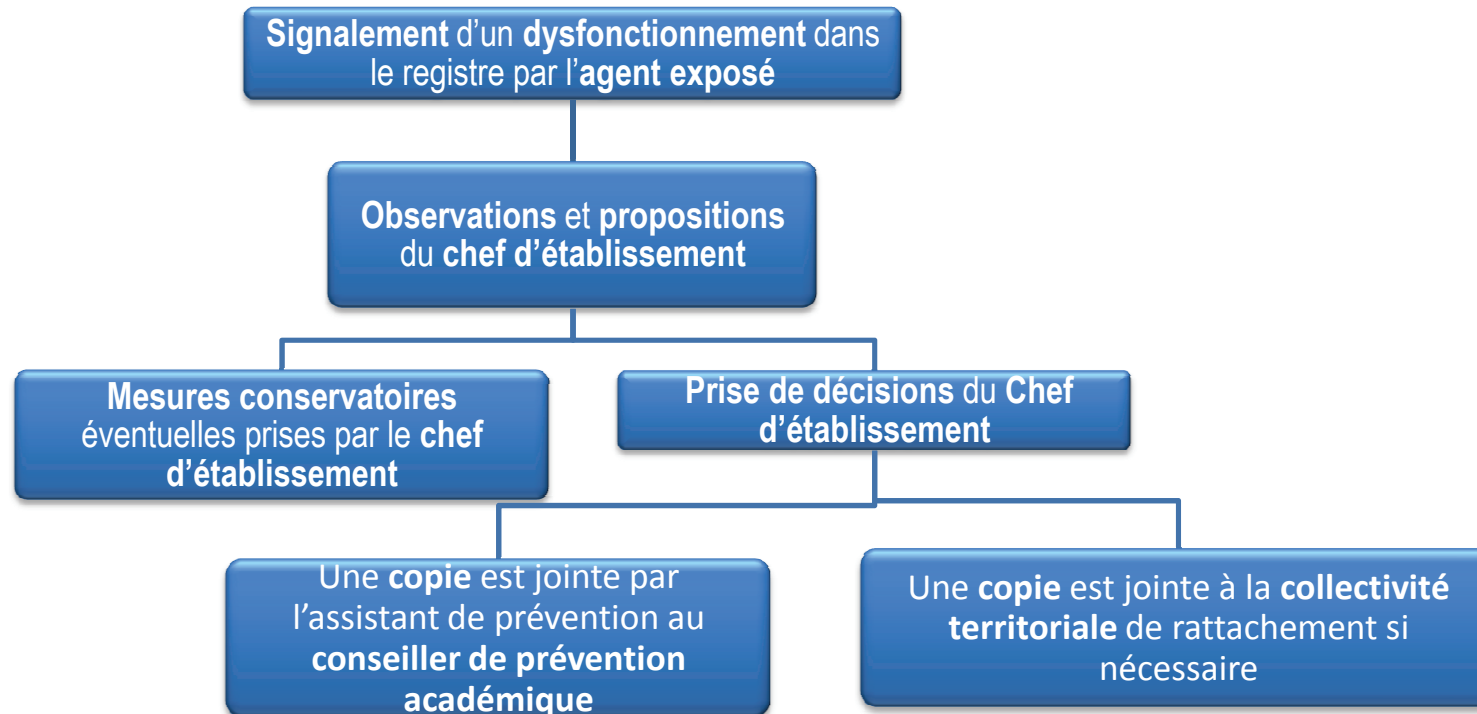 Signalement d’un dysfonctionnement dans
le registre par l’agent exposé
Observations et propositions
du chef d’établissement
Mesures conservatoires
éventuelles prises par le chef
d’établissement
Prise de décisions du Chef
d’établissement
Une copie est jointe par
l’assistant de prévention au
conseiller de prévention
académique
Une copie est jointe à la collectivité
territoriale de rattachement si
nécessaire